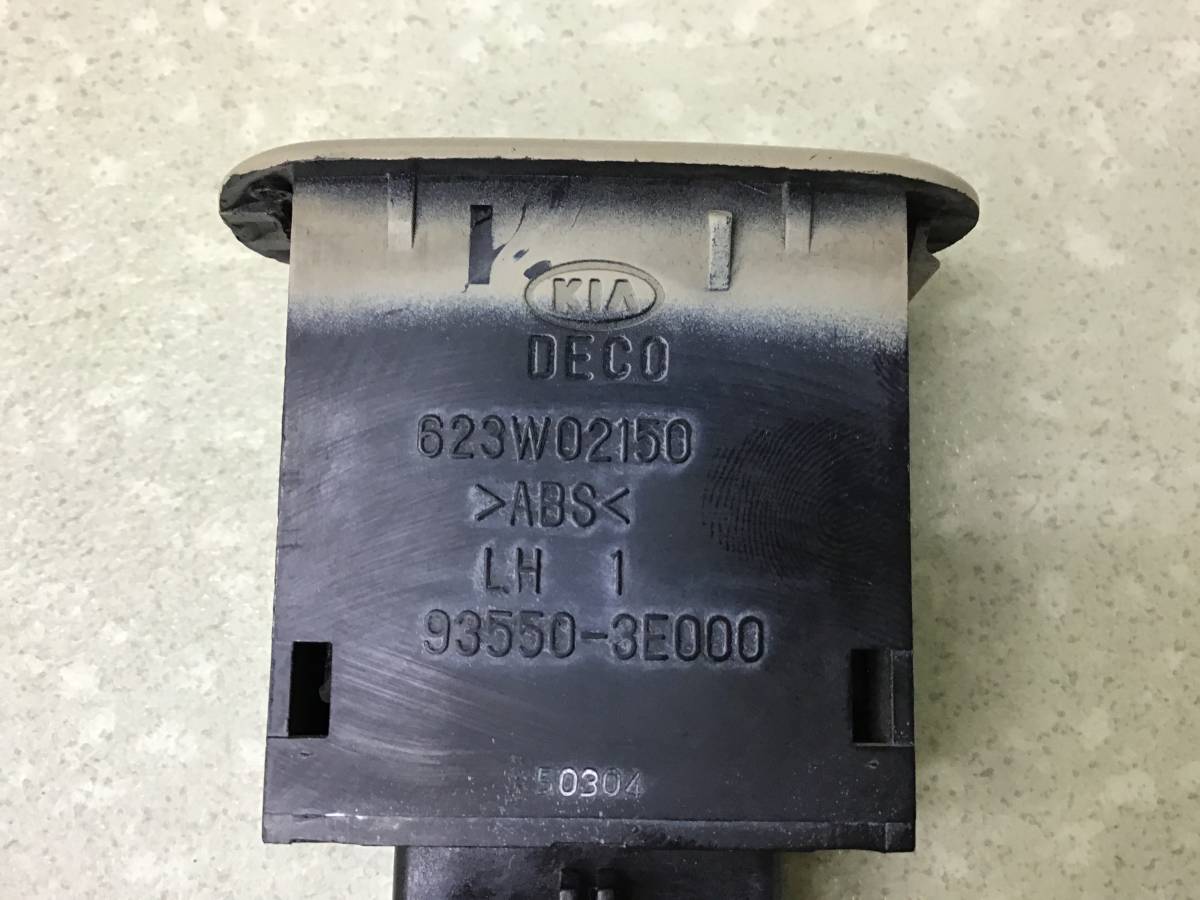 KIA
DECO
623W02150
>ABS<
LH 1
93550-3E000
50304